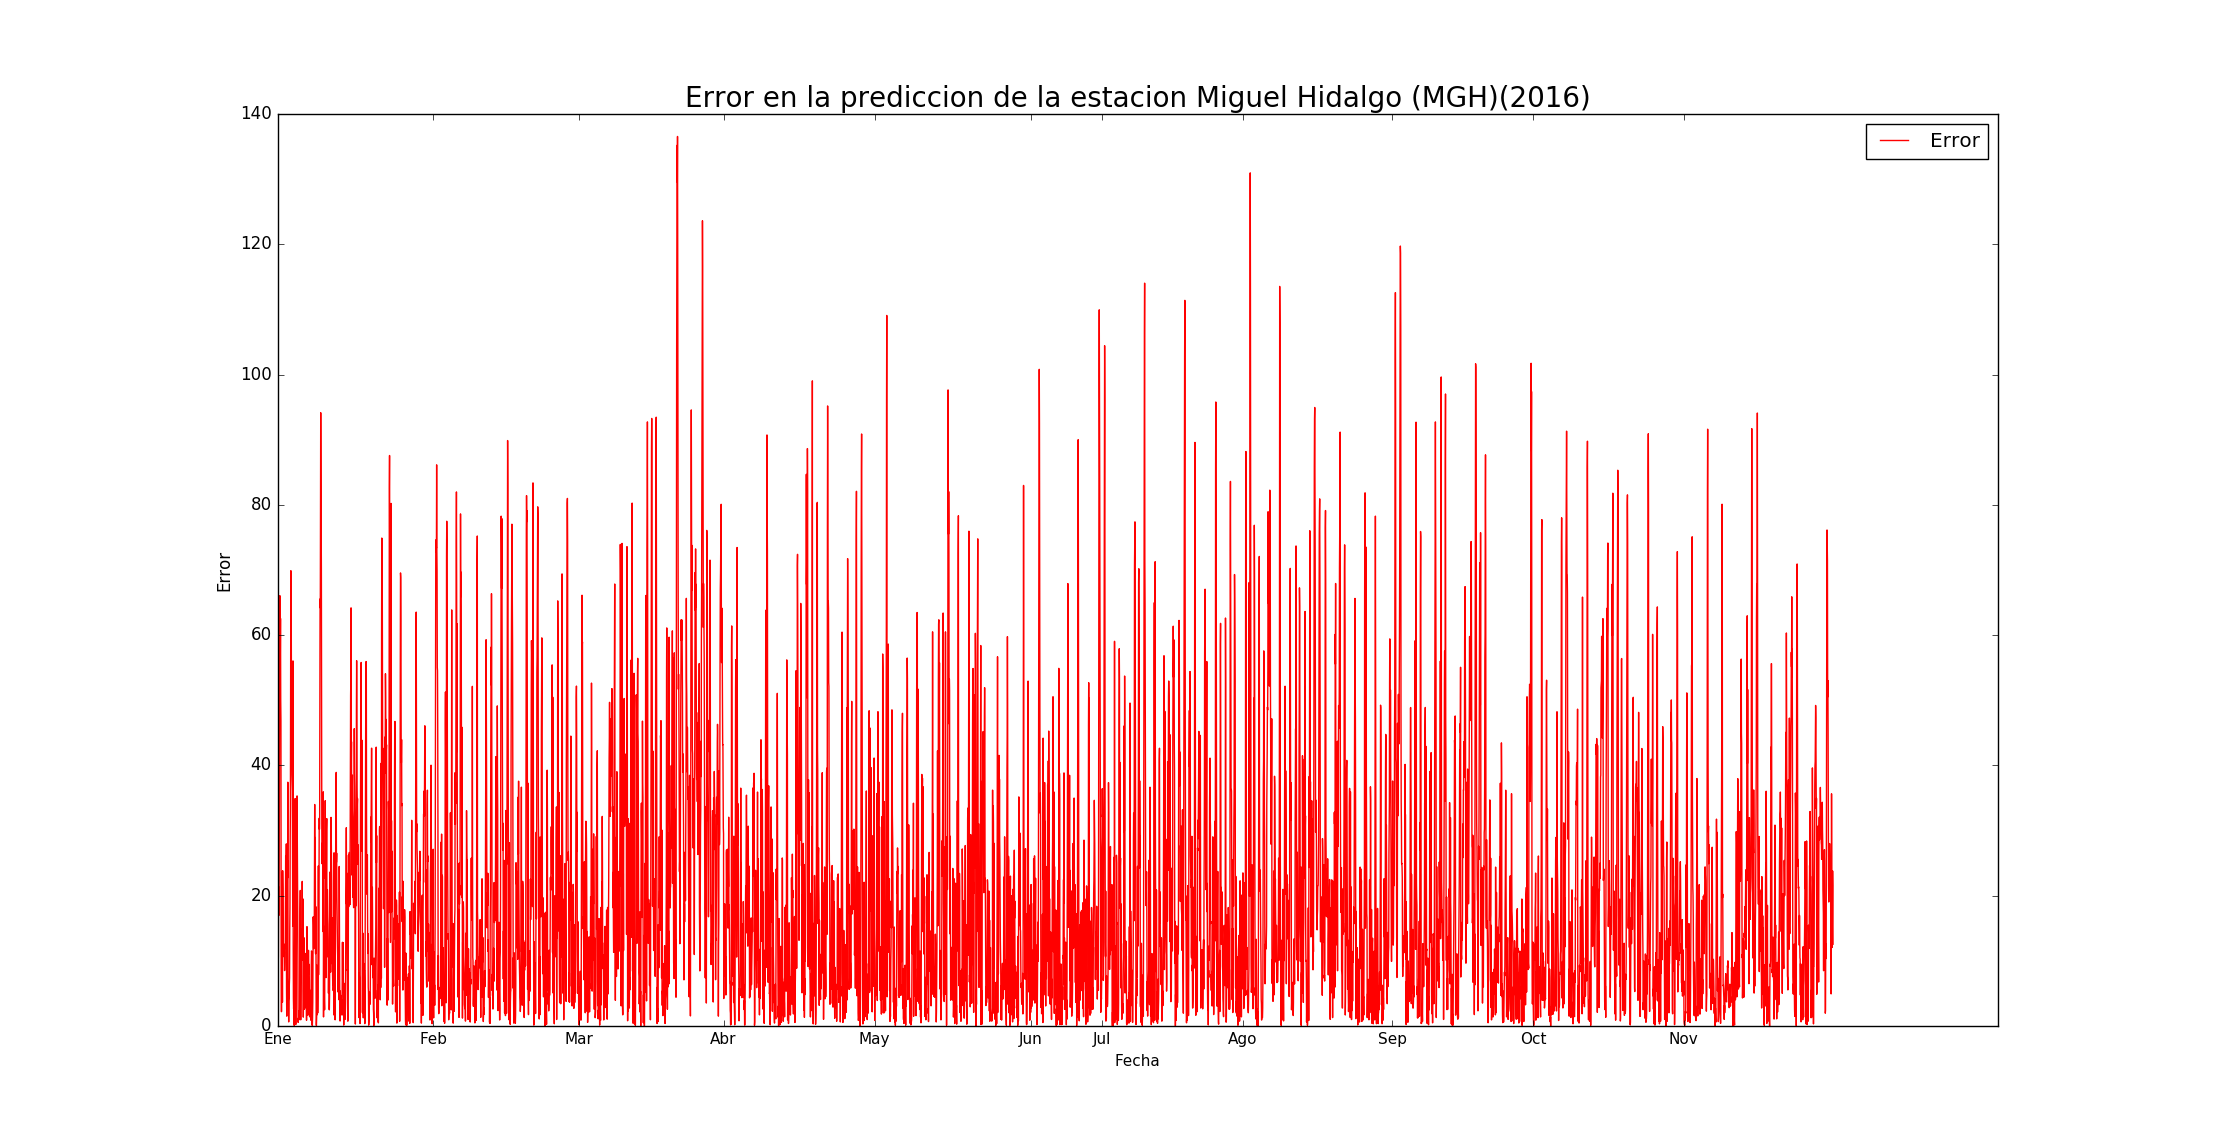 Error en la prediccion de la estacion Miguel Hidalgo (MGH)(2016)
140
Error
120
100
80
Error
60
40
20
0
Ene Feb Mar Abr May Jun Jul Ago Sep Oct Nov
Fecha